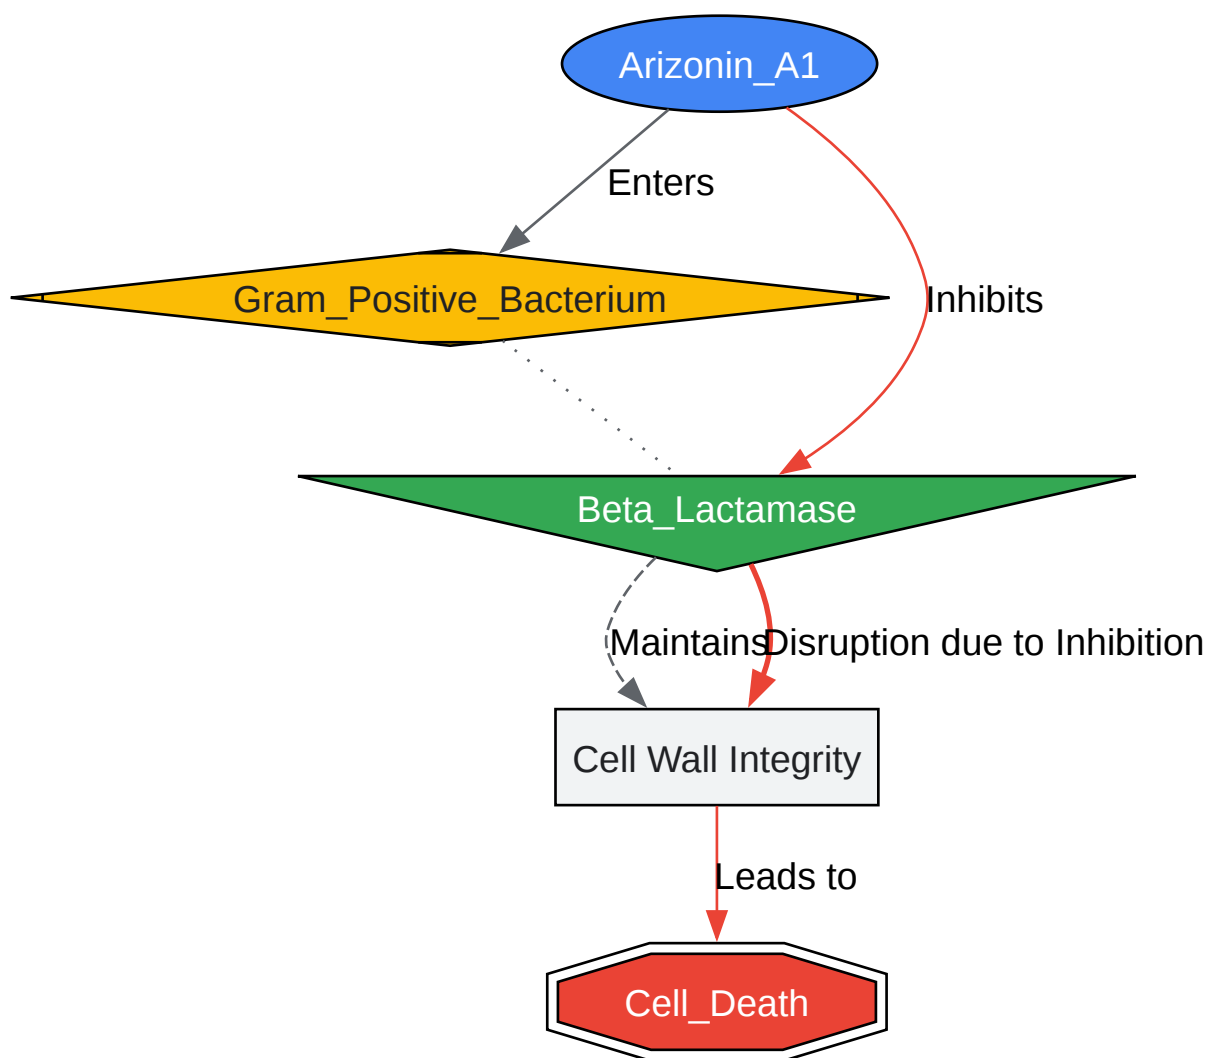 Arizonin_A1
Enters
Gram_Positive_Bacterium
Inhibits
Beta_Lactamase
Maintains
Disruption due to Inhibition
Cell Wall Integrity
Leads to
Cell_Death